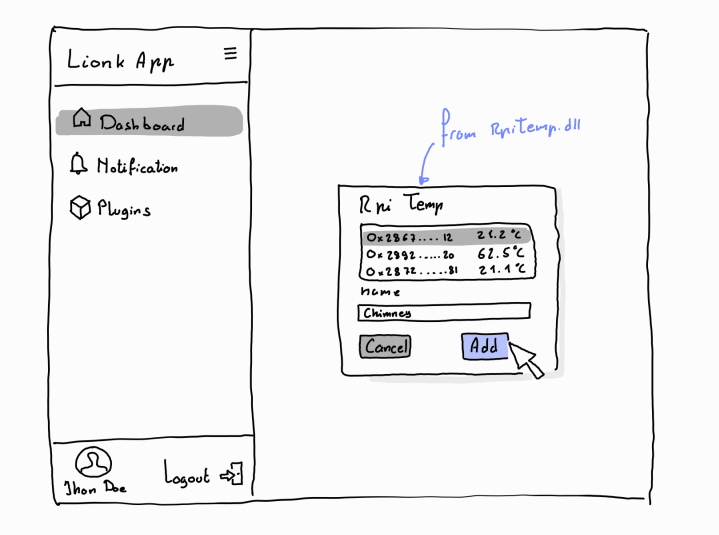 Lionk App
Dashboard
Notification
Plugins
from RpiTemp.dll
Rpi Temp
0x2867....12 21.2°C
0x2892.....20 62.5°C
0x2872.....81 21.1°C
name
Chimney
Cancel
Add
Jhon Doe
Logout